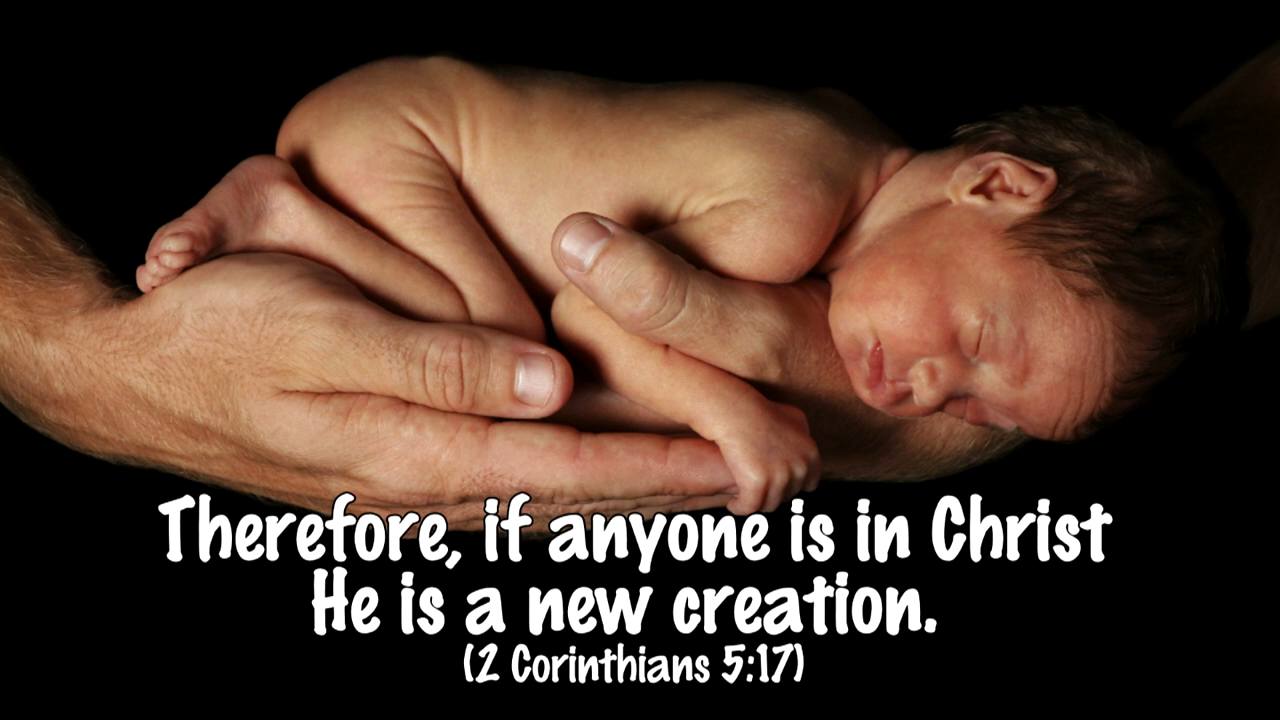 Therefore, if anyone is in Christ
He is a new creation.
(2 Corinthians 5:17)